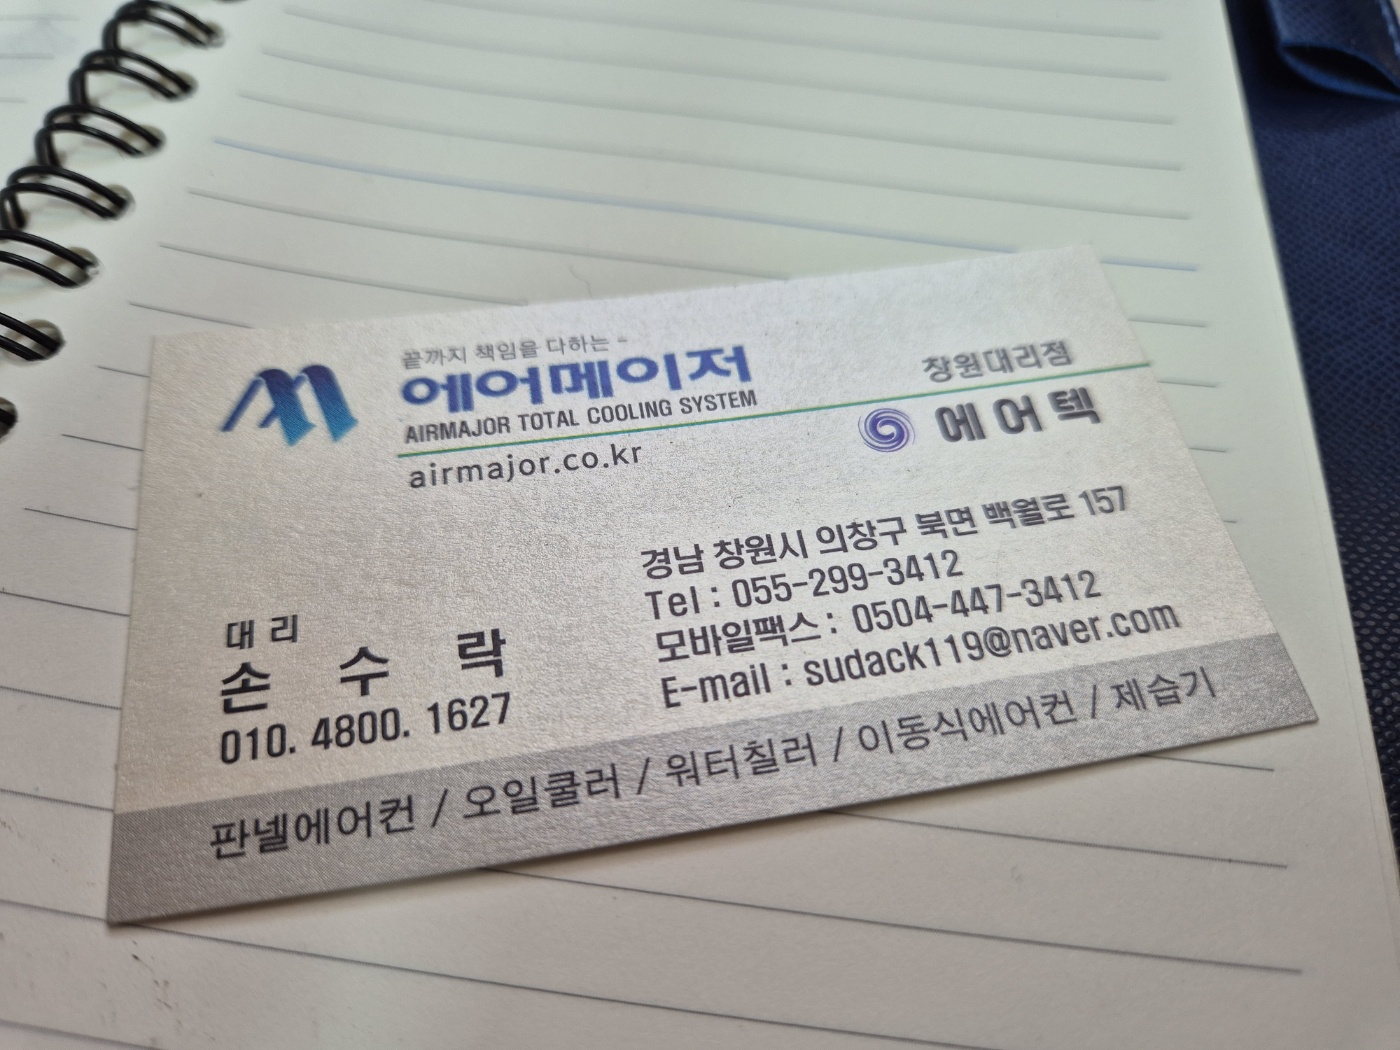 끝까지 책임을 다하는 -
에어메이저
AIRMAJOR TOTAL COOLING SYSTEM
airmajor.co.kr
창원대리점
에어텍
경남 창원시 의창구 북면 백월로 157
Tel : 055-299-3412
모바일팩스 : 0504-447-3412
E-mail : sudack119@naver.com
대 리
손 수 락
010. 4800. 1627
판넬에어컨 / 오일쿨러 / 워터칠러 / 이동식에어컨 / 제습기